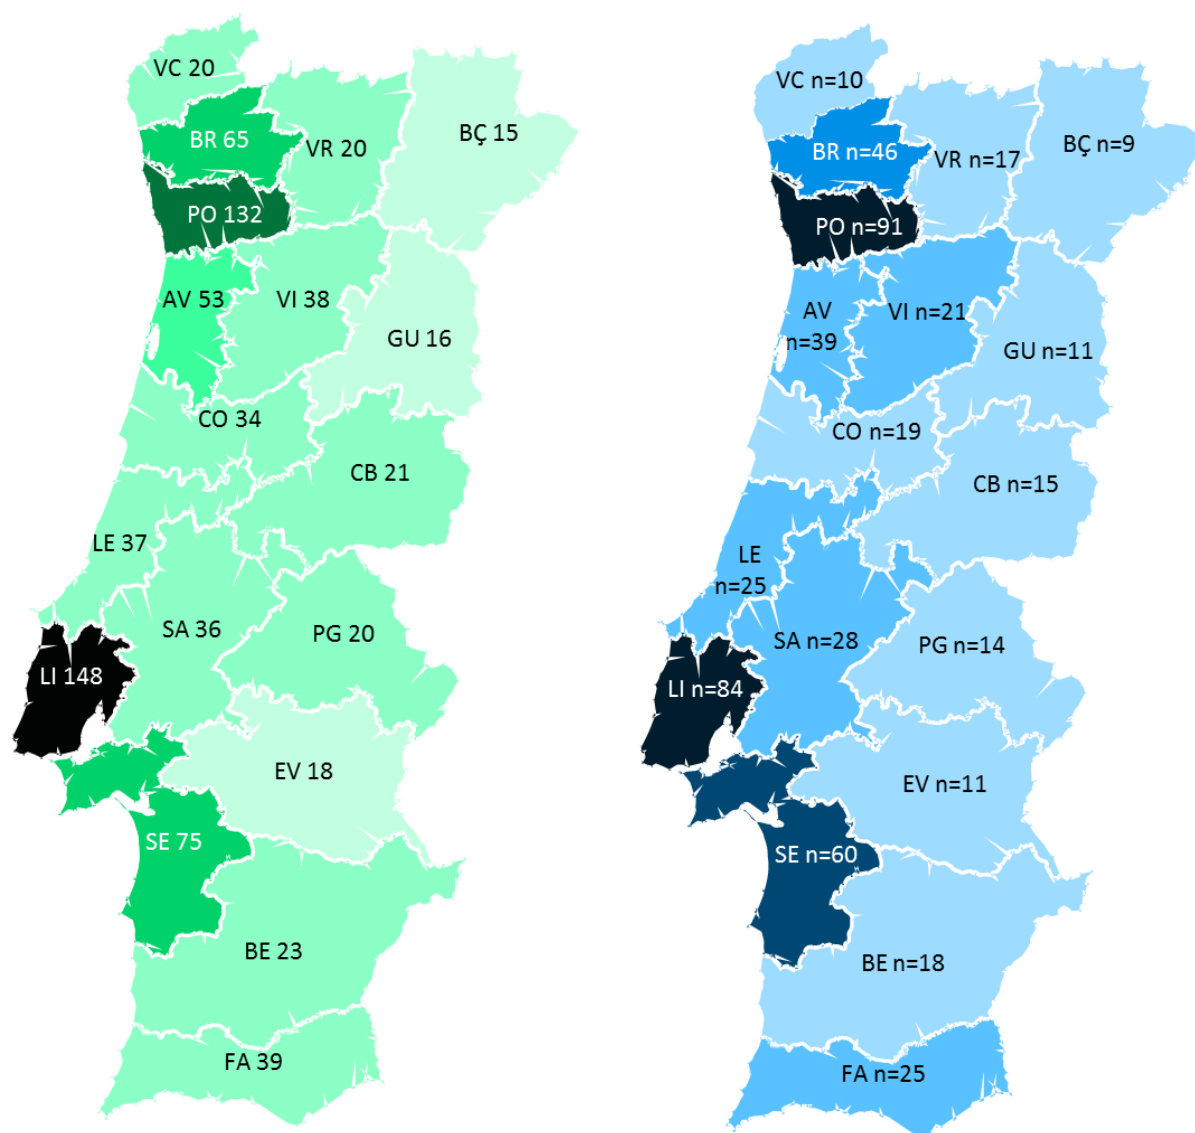 VC 20
BR 65
VR 20
BÇ 15
PO 132
AV 53
VI 38
GU 16
CO 34
CB 21
LE 37
SA 36
PG 20
LI 148
EV 18
SE 75
BE 23
FA 39
VC n=10
BR n=46
VR n=17
BÇ n=9
PO n=91
AV
n=39
VI n=21
GU n=11
CO n=19
CB n=15
LE
n=25
SA n=28
PG n=14
LI n=84
EV n=11
SE n=60
BE n=18
FA n=25